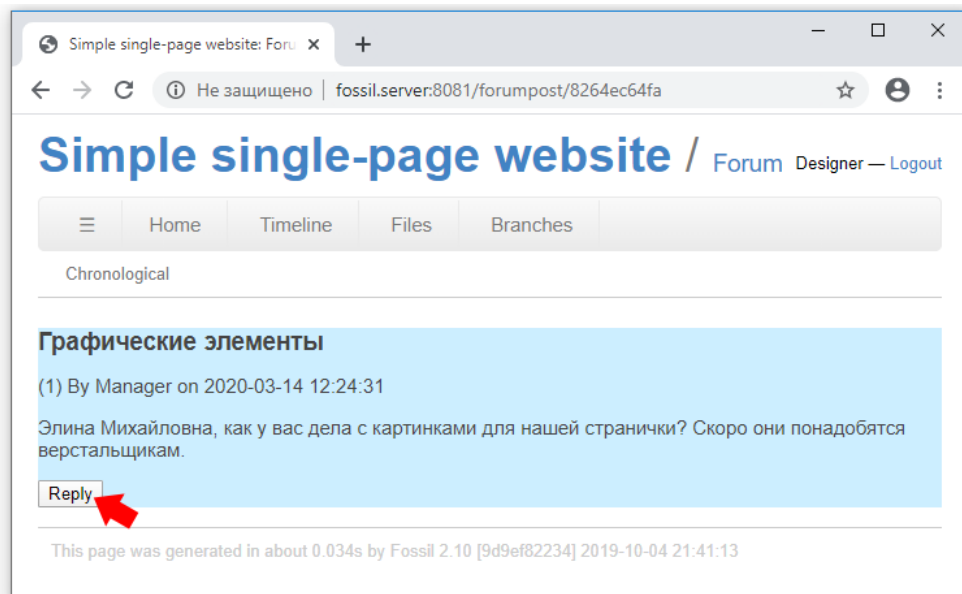 Simple single-page website: Foru
Не защищено | fossil.server:8081/forumpost/8264ec64fa
Simple single-page website / Forum Designer — Logout
☰ Home Timeline Files Branches
Chronological
Графические элементы
(1) By Manager on 2020-03-14 12:24:31
Элина Михайловна, как у вас дела с картинками для нашей странички? Скоро они понадобятся
верстальщикам.
Reply
This page was generated in about 0.034s by Fossil 2.10 [9d9ef82234] 2019-10-04 21:41:13